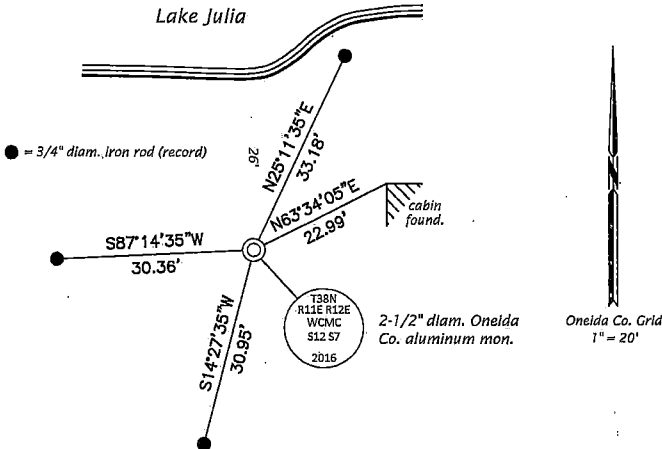 Lake Julia
= 3/4" diam. iron rod (record)
26'
N25°11'35"E
33.18'
N63°34'05"E
22.99'
cabin
found.
S87°14'35"W
30.36'
S14°27'35"W
30.95'
T38N
R11E R12E
WCMC
S12 S7
2016
2-1/2" diam. Oneida
Co. aluminum mon.
N
Oneida Co. Grid
1" = 20'